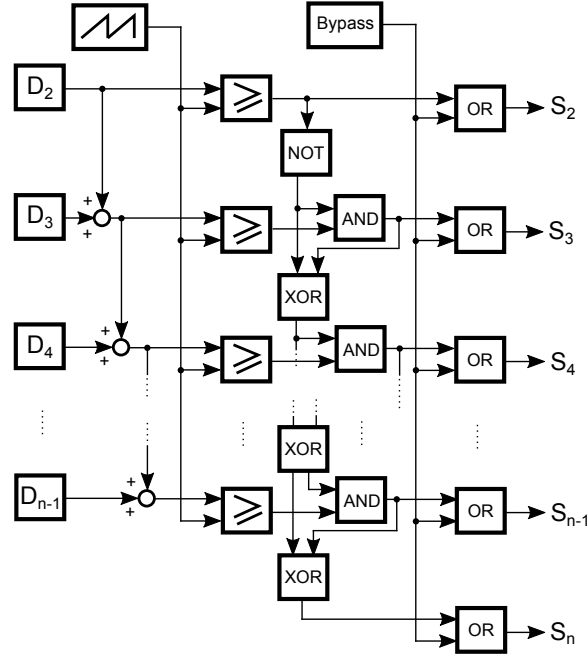 Bypass
D₂ ≥ OR S₂
NOT
+
D₃ + ≥ AND OR S₃
XOR
+
D₄ + ≥ AND OR S₄
XOR
+
Dₙ₋₁ + ≥ AND OR Sₙ₋₁
XOR
OR Sₙ